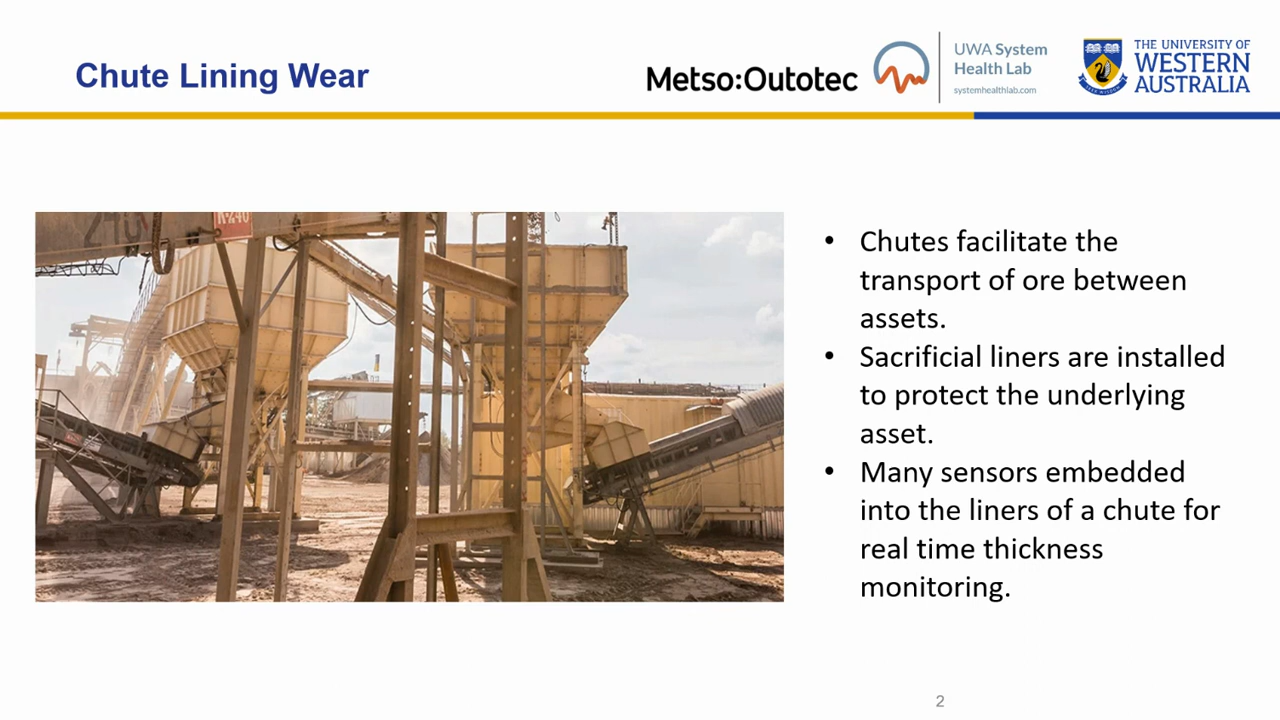 Chute Lining Wear
Metso:Outotec
UWA System
Health Lab
systemhealthlab.com
THE UNIVERSITY OF
WESTERN
AUSTRALIA
• Chutes facilitate the
transport of ore between
assets.
• Sacrificial liners are installed
to protect the underlying
asset.
• Many sensors embedded
into the liners of a chute for
real time thickness
monitoring.
2